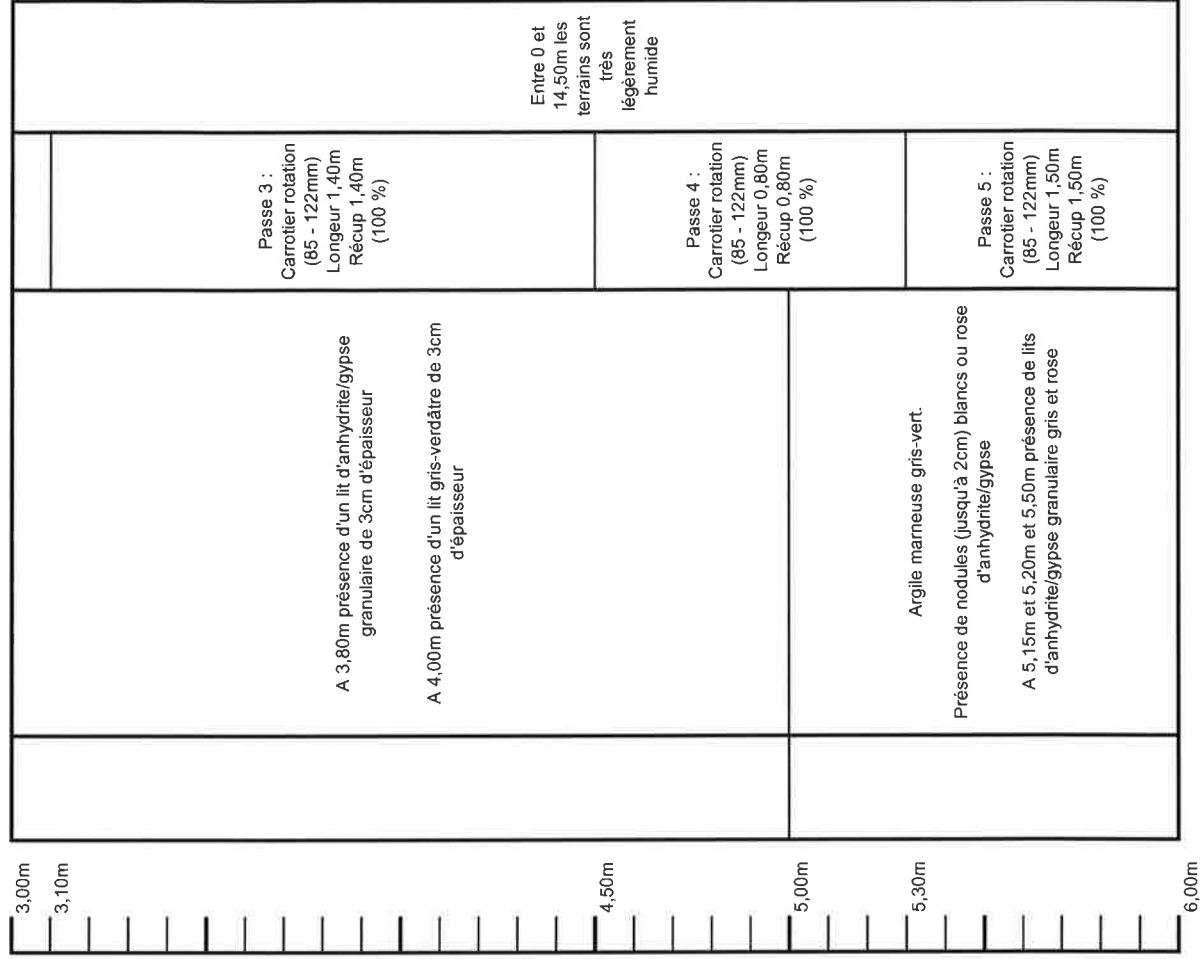 3,00m
3,10m
4,50m
5,00m
5,30m
6,00m
A 3,80m présence d'un lit d'anhydrite/gypse
granulaire de 3cm d'épaisseur
A 4,00m présence d'un lit gris-verdâtre de 3cm
d'épaisseur
Argile marneuse gris-vert.
Présence de nodules (jusqu'à 2cm) blancs ou rose
d'anhydrite/gypse
A 5,15m et 5,20m et 5,50m présence de lits
d'anhydrite/gypse granulaire gris et rose
Passe 3 :
Carrotier rotation
(85 - 122mm)
Longeur 1,40m
Récup 1,40m
(100 %)
Passe 4 :
Carrotier rotation
(85 - 122mm)
Longeur 0,80m
Récup 0,80m
(100 %)
Passe 5 :
Carrotier rotation
(85 - 122mm)
Longeur 1,50m
Récup 1,50m
(100 %)
Entre 0 et
14,50m les
terrains sont
très
légèrement
humide